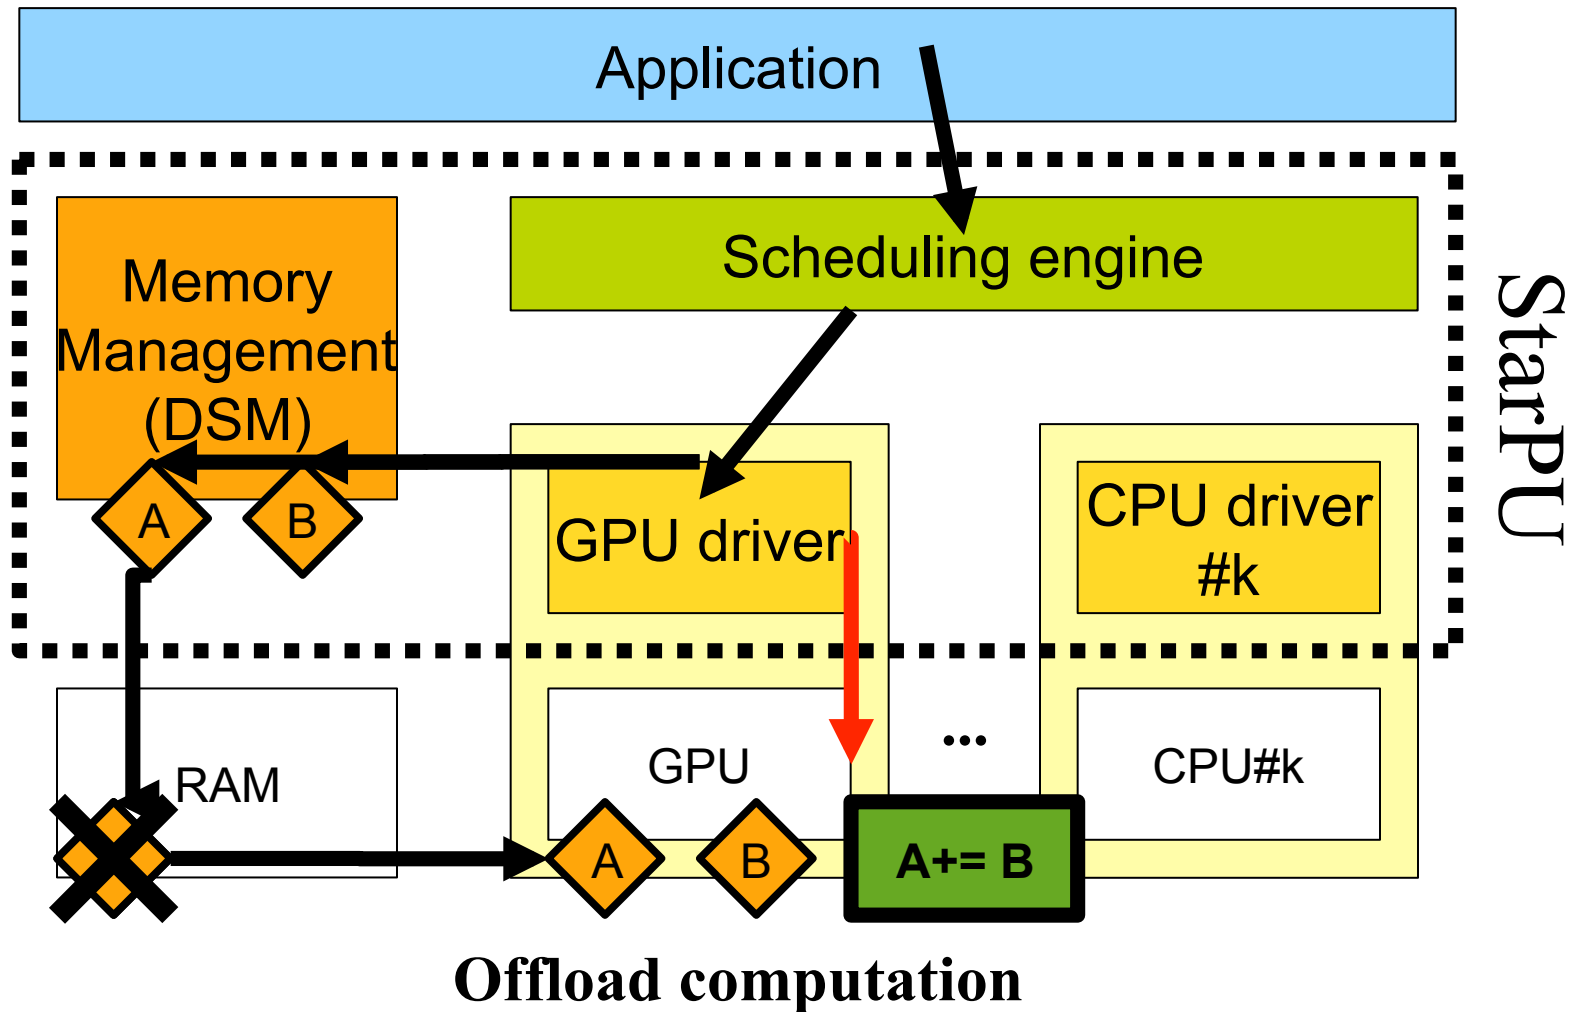 Application
Scheduling engine
Memory
Management
(DSM)
StarPU
A
B
GPU driver
CPU driver
#k
RAM
GPU
...
CPU#k
A
B
A+= B
Offload computation